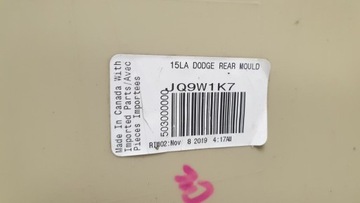 15LA DODGE REAR MOULD
JQ9W1K7
503000000
Made In Canada With
Imported Parts/Avec
Pieces Importees
Nov 8 2019 4:17AM